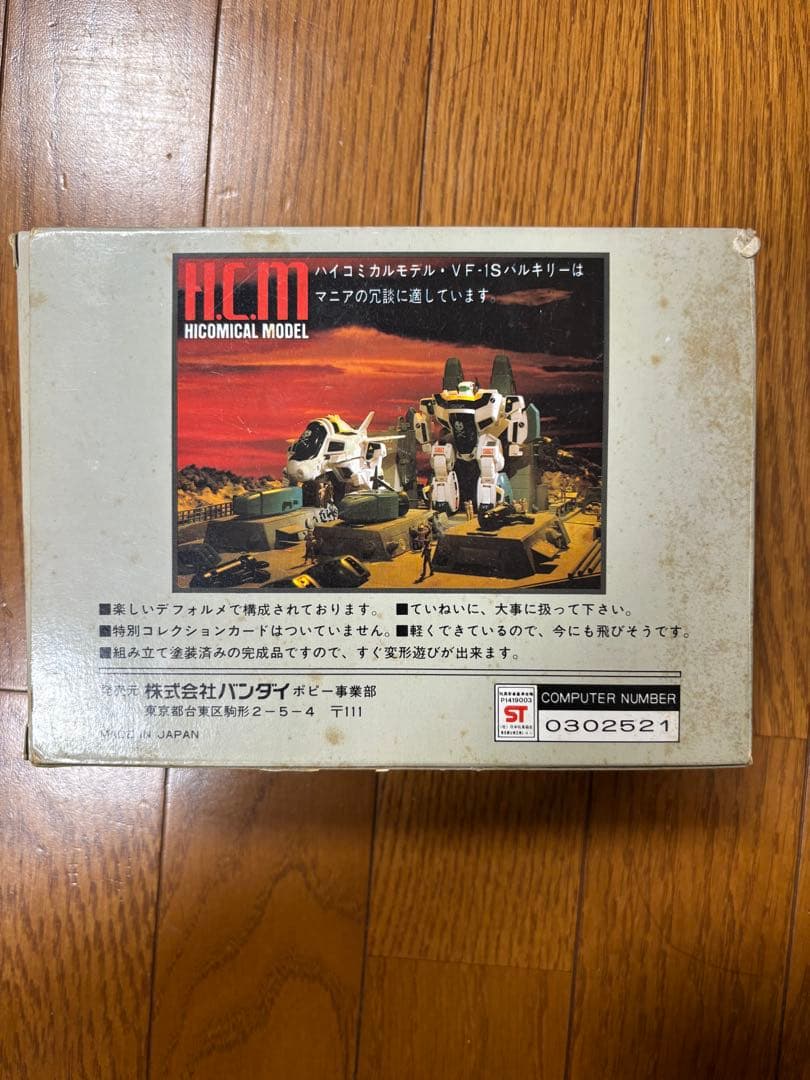 H.C.M
HICOMICAL MODEL
ハイコミカルモデル・VF-1Sバルキリーは
マニアの冗談に適しています。
■楽しいデフォルメで構成されております。 ■ていねいに、大事に扱って下さい。
■特別コレクションカードはついていません。 ■軽くできているので、今にも飛びそうです。
■組み立て塗装済みの完成品ですので、すぐ変形遊びが出来ます。
発売元 株式会社バンダイ ホビー事業部
東京都台東区駒形2-5-4 〒111
MADE IN JAPAN
P1419003
ST
COMPUTER NUMBER
0302521